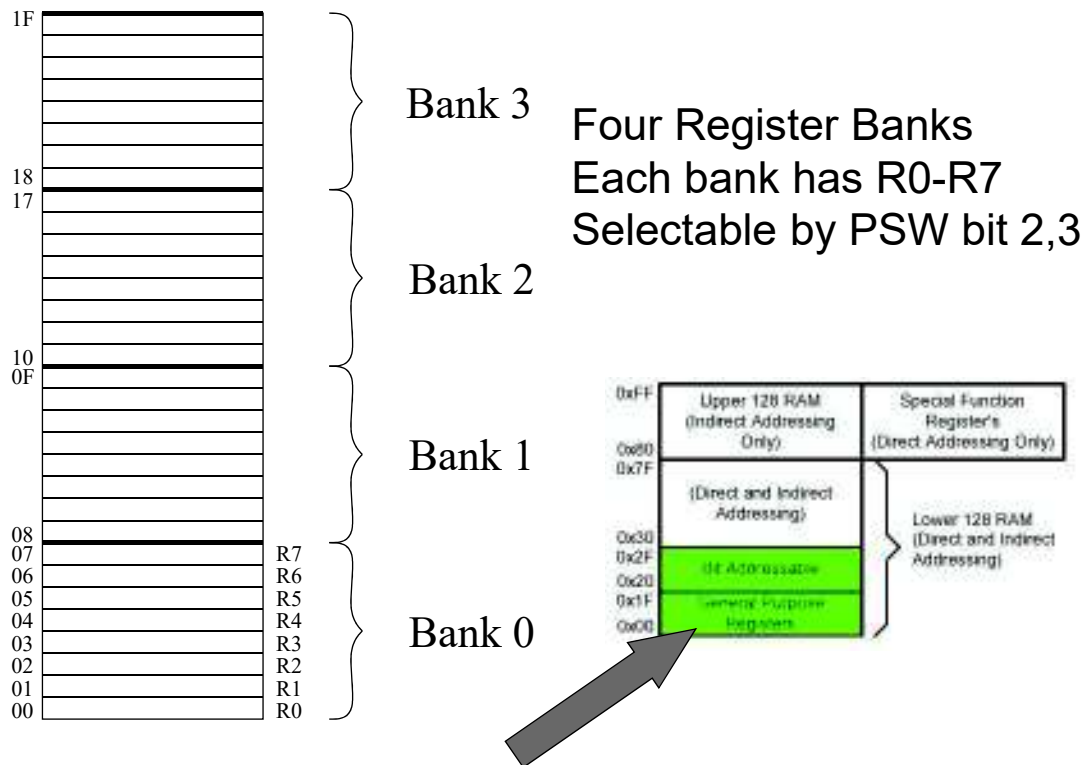 1F
Bank 3
18
17
Bank 2
10
0F
Bank 1
08
07 R7
06 R6
05 R5
04 R4
03 R3
02 R2
01 R1
00 R0
Bank 0
Four Register Banks
Each bank has R0-R7
Selectable by PSW bit 2,3
0xFF
Upper 128 RAM
(Indirect Addressing
Only)
Special Function
Register's
(Direct Addressing Only)
0x80
0x7F
(Direct and Indirect
Addressing)
0x30
0x2F
Bit Addressable
0x20
0x1F
General Purpose
Registers
0x00
Lower 128 RAM
(Direct and Indirect
Addressing)